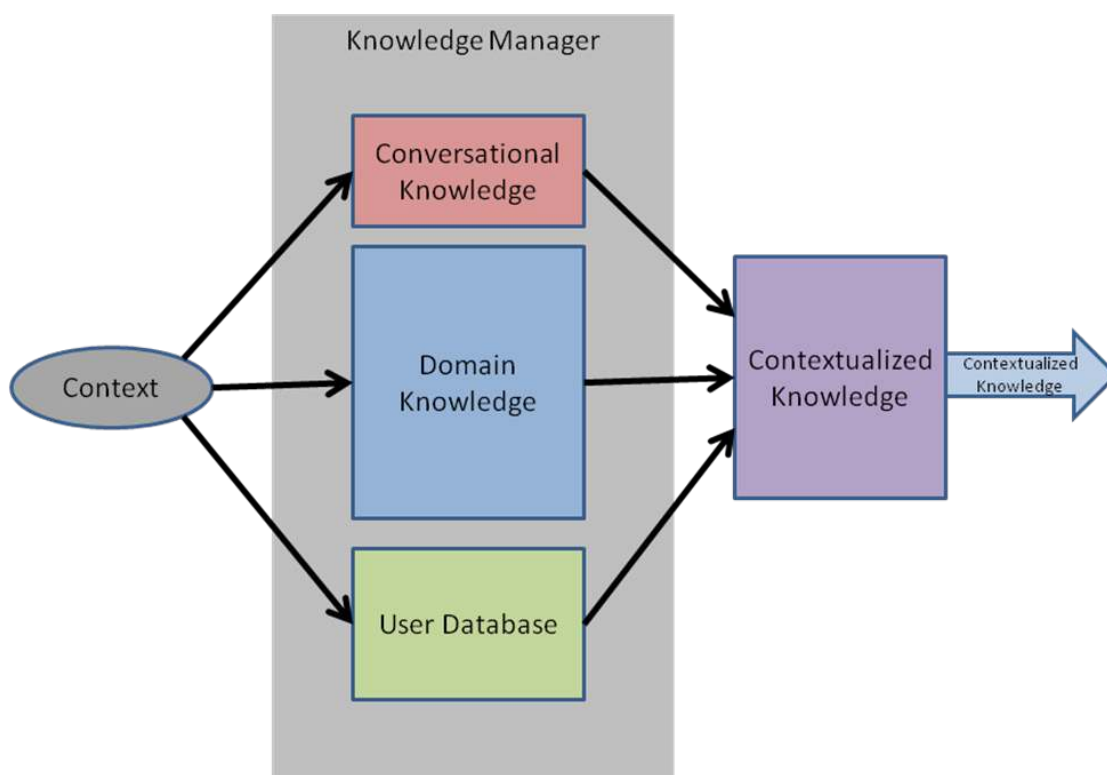 Knowledge Manager
Conversational
Knowledge
Context
Domain
Knowledge
User Database
Contextualized
Knowledge
Contextualized
Knowledge